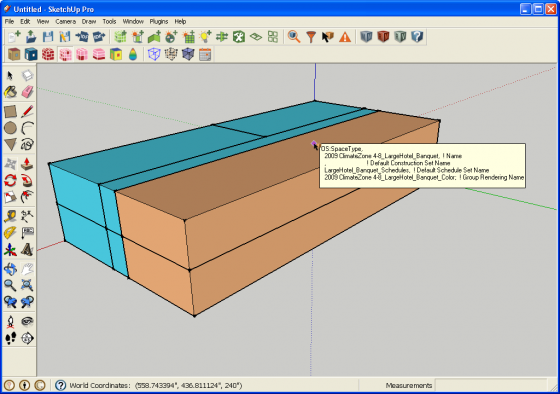 Untitled - SketchUp Pro
File Edit View Camera Draw Tools Window Plugins Help
OS:SpaceType,
2009 ClimateZone 4-8_LargeHotel_Banquet, ! Name
, ! Default Construction Set Name
LargeHotel_Banquet_Schedules, ! Default Schedule Set Name
2009 ClimateZone 4-8_LargeHotel_Banquet_Color; ! Group Rendering Name
World Coordinates: (558.743394", 436.811124", 240") Measurements